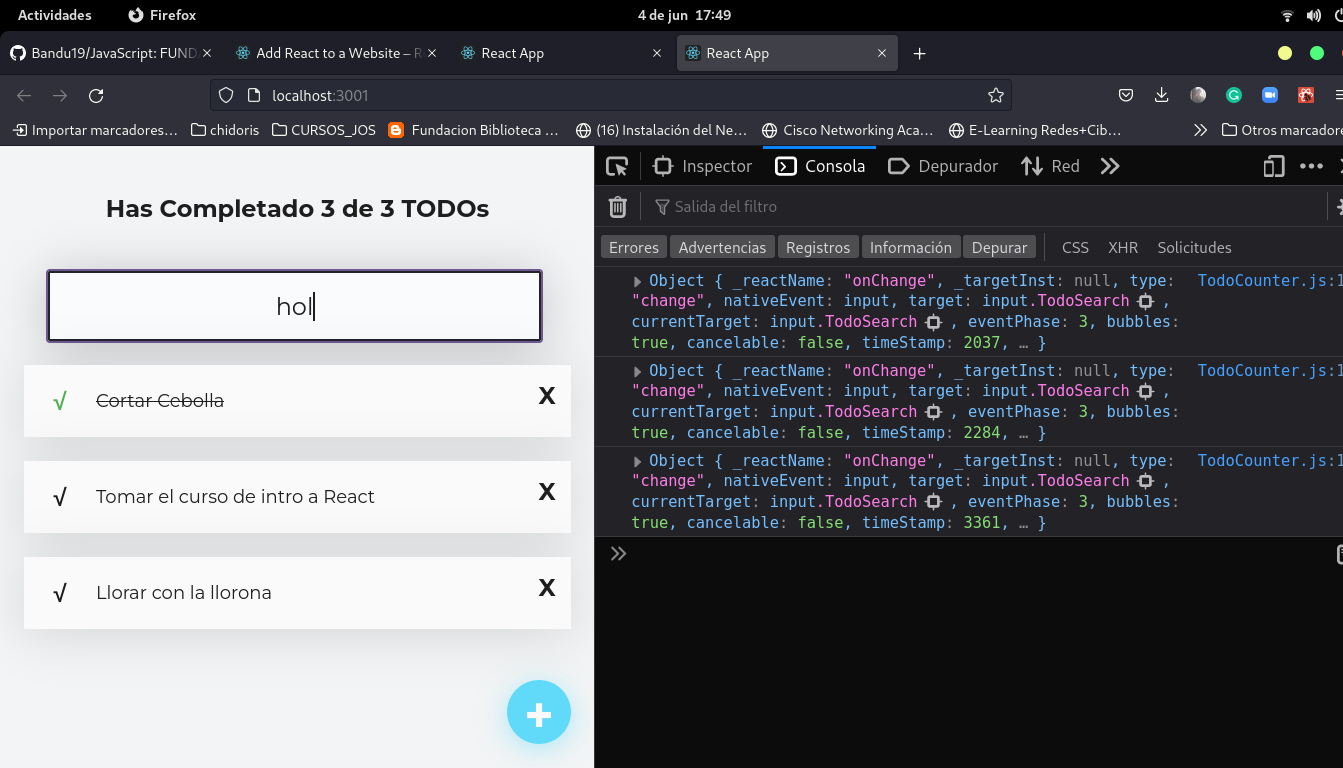 Actividades Firefox 4 de jun 17:49
Bandu19/JavaScript: FUND Add React to a Website – R React App React App
localhost:3001
Importar marcadores… chidoris CURSOS_JOS Fundacion Biblioteca … (16) Instalación del Ne… Cisco Networking Aca… E-Learning Redes+Cib… Otros marcadore
Inspector Consola Depurador Red
Has Completado 3 de 3 TODOs
Salida del filtro
Errores Advertencias Registros Información Depurar CSS XHR Solicitudes
hol
Object { _reactName: "onChange", _targetInst: null, type: TodoCounter.js:1
"change", nativeEvent: input, target: input.TodoSearch ,
currentTarget: input.TodoSearch , eventPhase: 3, bubbles:
true, cancelable: false, timeStamp: 2037, … }
Object { _reactName: "onChange", _targetInst: null, type: TodoCounter.js:1
"change", nativeEvent: input, target: input.TodoSearch ,
currentTarget: input.TodoSearch , eventPhase: 3, bubbles:
true, cancelable: false, timeStamp: 2284, … }
Object { _reactName: "onChange", _targetInst: null, type: TodoCounter.js:1
"change", nativeEvent: input, target: input.TodoSearch ,
currentTarget: input.TodoSearch , eventPhase: 3, bubbles:
true, cancelable: false, timeStamp: 3361, … }
√ Cortar Cebolla X
√ Tomar el curso de intro a React X
√ Llorar con la llorona X
+